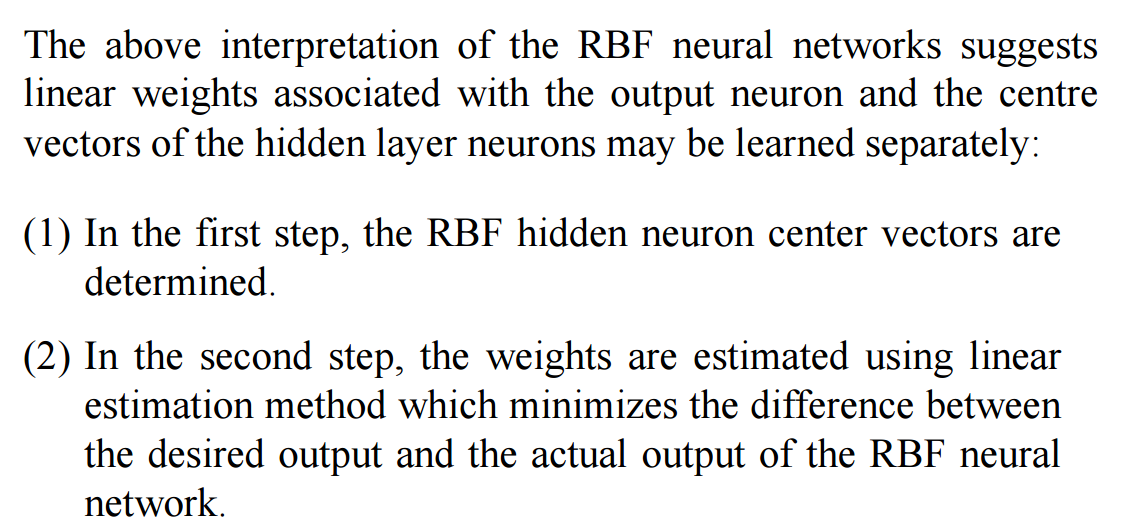 The above interpretation of the RBF neural networks suggests
linear weights associated with the output neuron and the centre
vectors of the hidden layer neurons may be learned separately:
(1) In the first step, the RBF hidden neuron center vectors are
determined.
(2) In the second step, the weights are estimated using linear
estimation method which minimizes the difference between
the desired output and the actual output of the RBF neural
network.